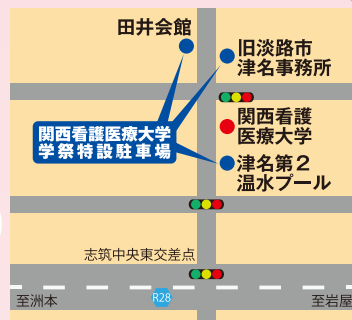 田井会館
旧淡路市
津名事務所
関西看護
医療大学
関西看護医療大学
学祭特設駐車場
津名第2
温水プール
志筑中央東交差点
至洲本
R28
至岩屋